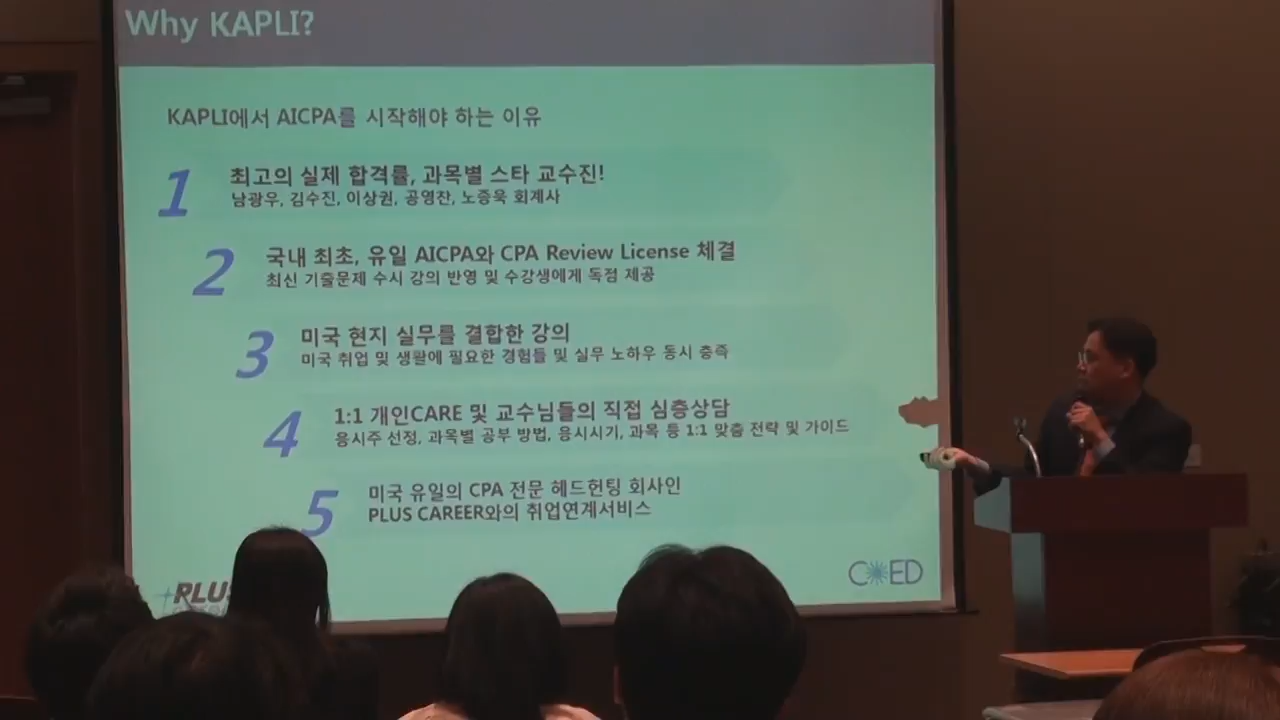 Why KAPLI?
KAPLI에서 AICPA를 시작해야 하는 이유
1
최고의 실제 합격률, 과목별 스타 교수진!
남광우, 김수진, 이상권, 공영찬, 노증욱 회계사
2
국내 최초, 유일 AICPA와 CPA Review License 체결
최신 기출문제 수시 강의 반영 및 수강생에게 독점 제공
3
미국 현지 실무를 결합한 강의
미국 취업 및 생활에 필요한 경험들 및 실무 노하우 동시 충족
4
1:1 개인CARE 및 교수님들의 직접 심층상담
응시주 선정, 과목별 공부 방법, 응시시기, 과목 등 1:1 맞춤 전략 및 가이드
5
미국 유일의 CPA 전문 헤드헌팅 회사인
PLUS CAREER와의 취업연계서비스
PLUS
COED